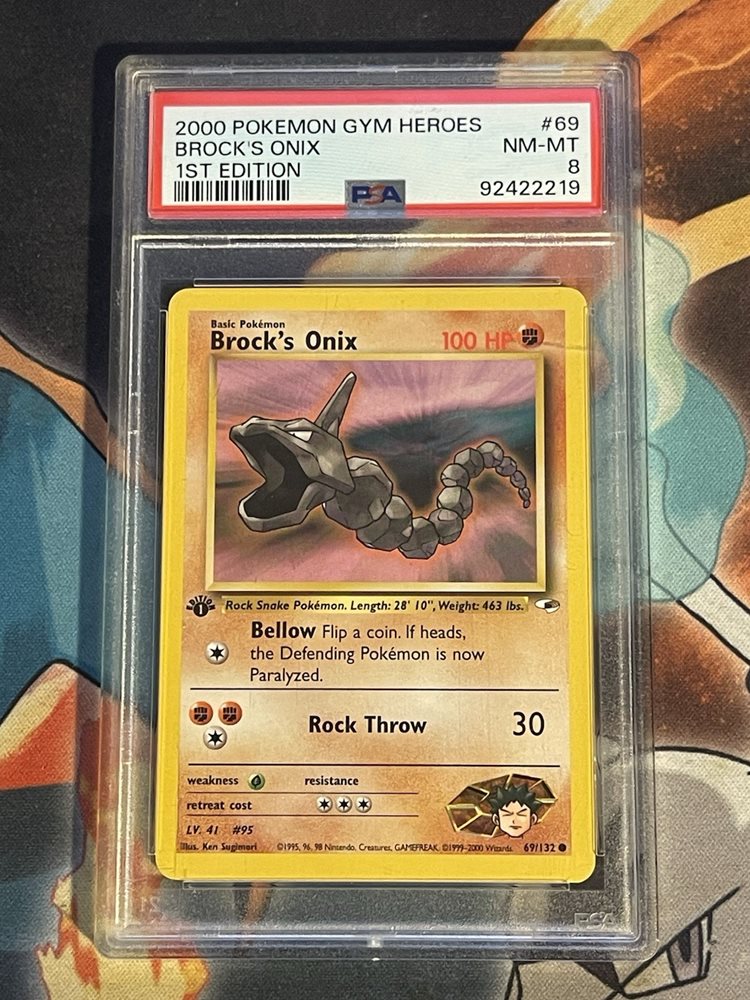 2000 POKEMON GYM HEROES #69
BROCK'S ONIX NM-MT
1ST EDITION 8
PSA 92422219
Basic Pokémon
Brock's Onix 100 HP
EDITION 1
Rock Snake Pokémon. Length: 28' 10", Weight: 463 lbs.
Bellow Flip a coin. If heads,
the Defending Pokémon is now
Paralyzed.
Rock Throw 30
weakness resistance
retreat cost
LV. 41 #95
Illus. Ken Sugimori ©1995, 96, 98 Nintendo, Creatures, GAMEFREAK. ©1999-2000 Wizards. 69/132
PSA